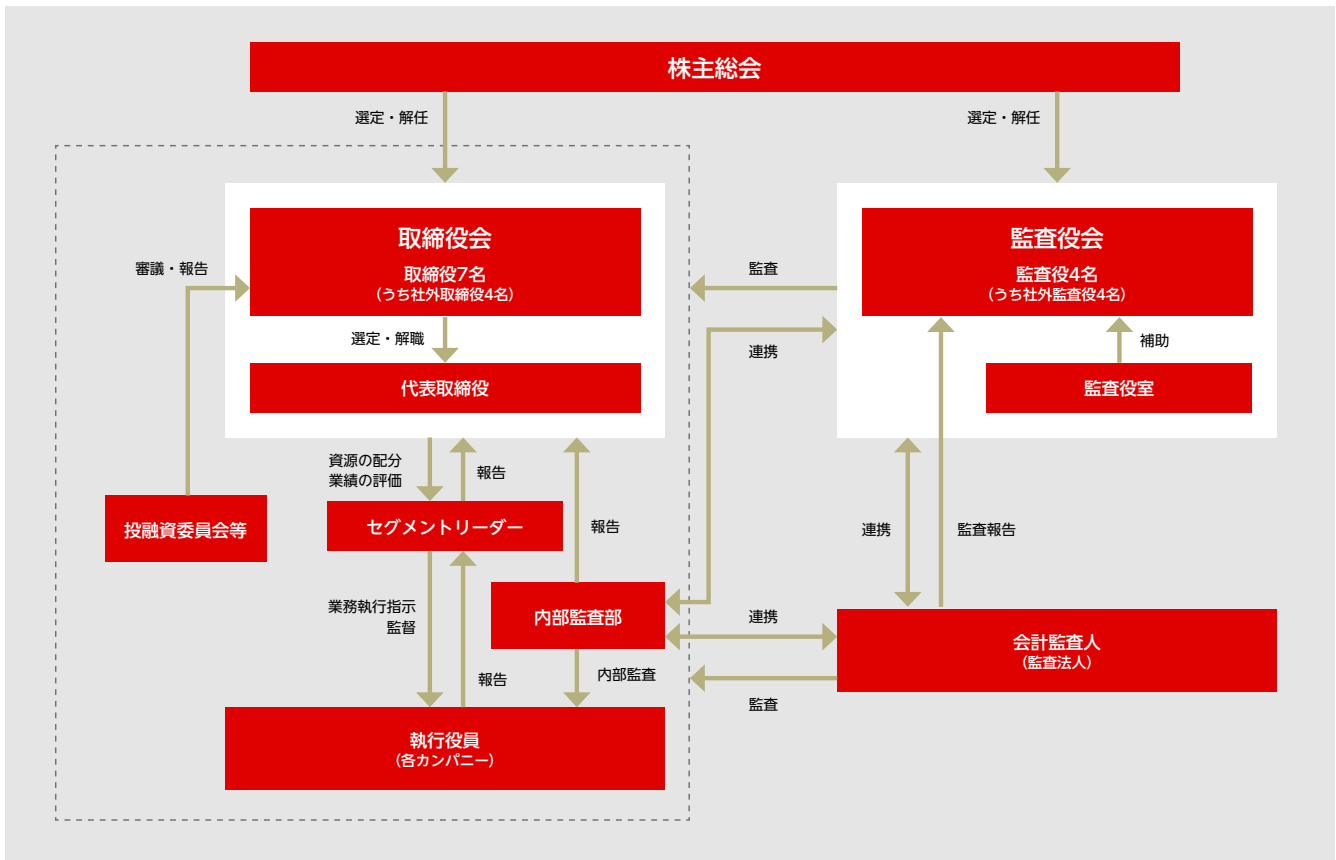 株主総会
選定・解任
選定・解任
取締役会
取締役7名
（うち社外取締役4名）
監査役会
監査役4名
（うち社外監査役4名）
審議・報告
監査
選定・解職
連携
補助
代表取締役
監査役室
資源の配分
業績の評価
報告
投融資委員会等
セグメントリーダー
報告
連携
監査報告
業務執行指示
監督
内部監査部
連携
会計監査人
（監査法人）
報告
内部監査
監査
執行役員
（各カンパニー）